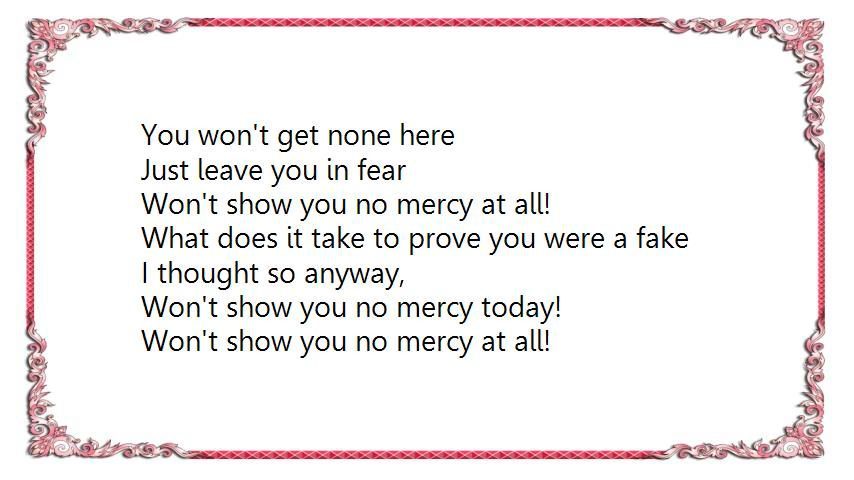 You won't get none here
Just leave you in fear
Won't show you no mercy at all!
What does it take to prove you were a fake
I thought so anyway,
Won't show you no mercy today!
Won't show you no mercy at all!